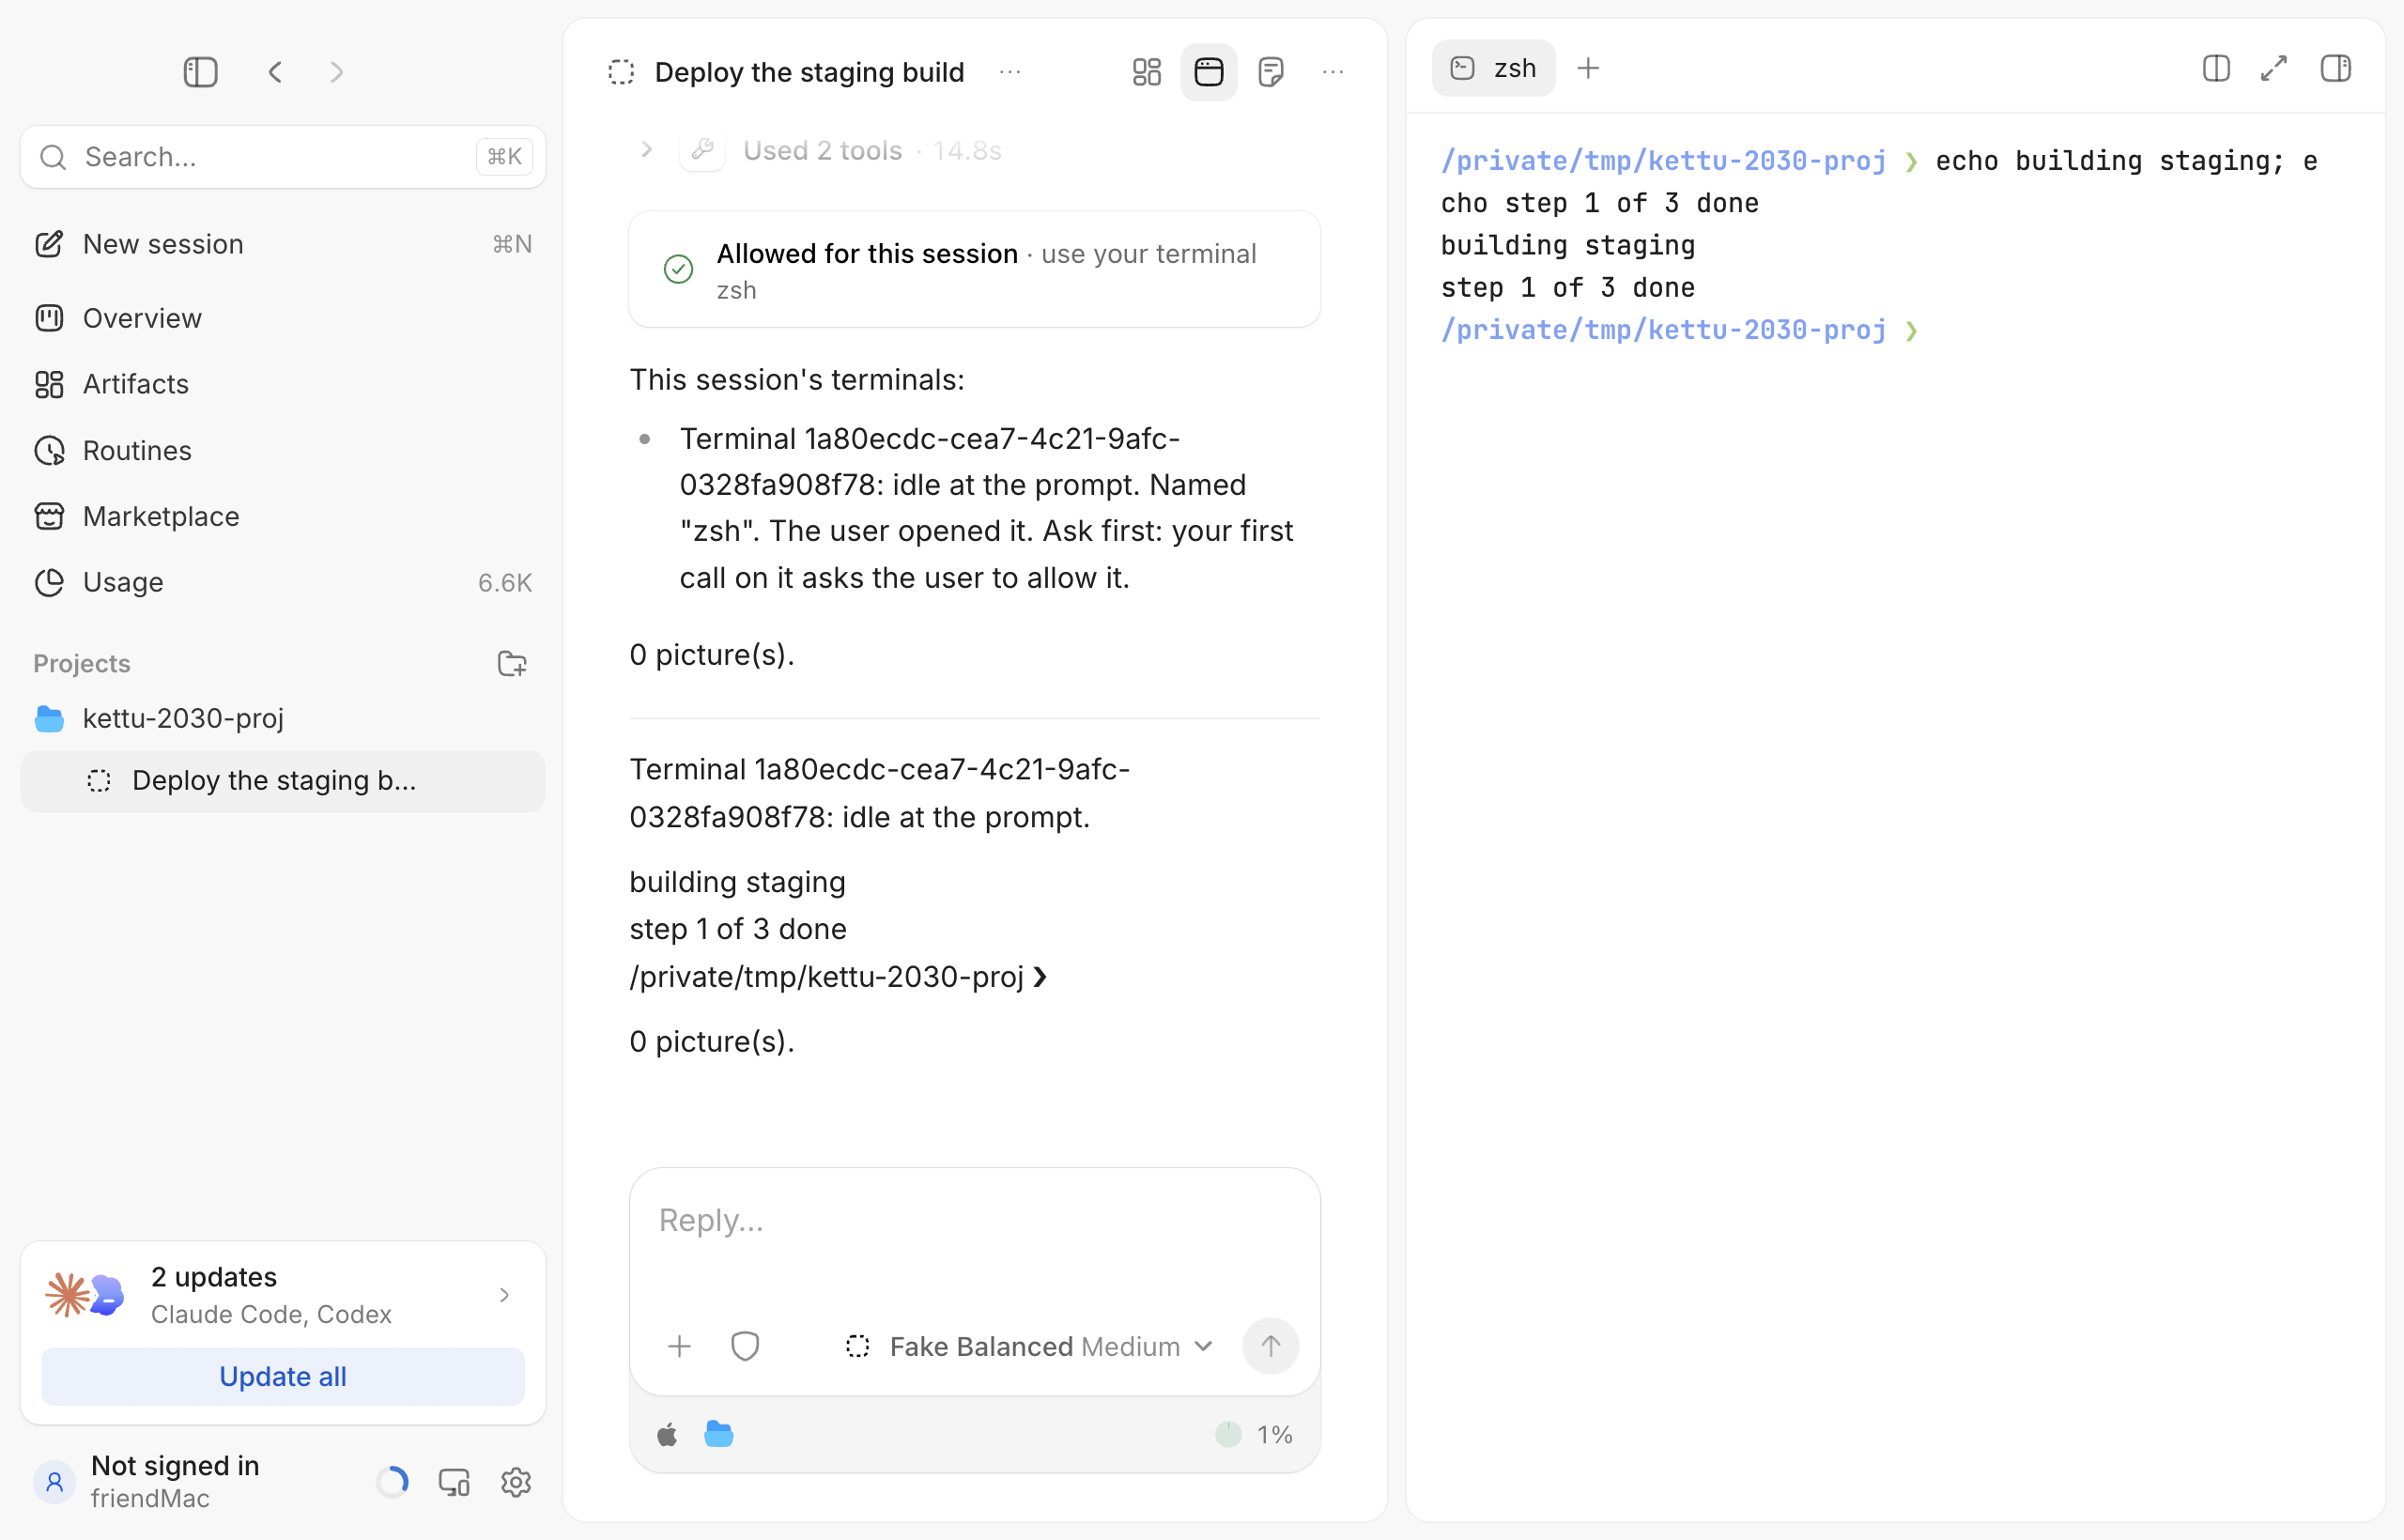 Search...
⌘K
New session
⌘N
Overview
Artifacts
Routines
Marketplace
Usage
6.6K
Projects
kettu-2030-proj
Deploy the staging b...
2 updates
Claude Code, Codex
Update all
Not signed in
friendMac
Deploy the staging build
Used 2 tools · 14.8s
Allowed for this session · use your terminal
zsh
This session's terminals:
Terminal 1a80ecdc-cea7-4c21-9afc-
0328fa908f78: idle at the prompt. Named
"zsh". The user opened it. Ask first: your first
call on it asks the user to allow it.
0 picture(s).
Terminal 1a80ecdc-cea7-4c21-9afc-
0328fa908f78: idle at the prompt.
building staging
step 1 of 3 done
/private/tmp/kettu-2030-proj ❯
0 picture(s).
Reply...
Fake Balanced Medium
1%
zsh
/private/tmp/kettu-2030-proj ❯ echo building staging; e
cho step 1 of 3 done
building staging
step 1 of 3 done
/private/tmp/kettu-2030-proj ❯